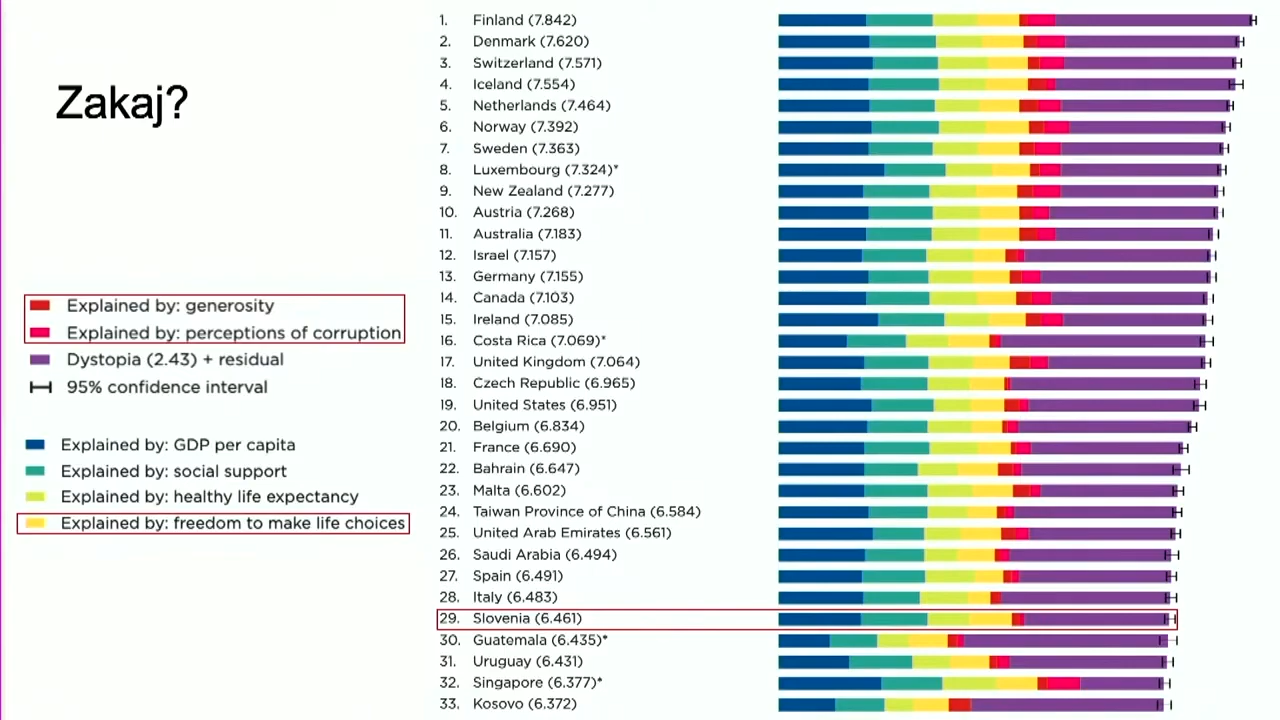 Zakaj?
Explained by: generosity
Explained by: perceptions of corruption
Dystopia (2.43) + residual
95% confidence interval
Explained by: GDP per capita
Explained by: social support
Explained by: healthy life expectancy
Explained by: freedom to make life choices
1. Finland (7.842)
2. Denmark (7.620)
3. Switzerland (7.571)
4. Iceland (7.554)
5. Netherlands (7.464)
6. Norway (7.392)
7. Sweden (7.363)
8. Luxembourg (7.324)*
9. New Zealand (7.277)
10. Austria (7.268)
11. Australia (7.183)
12. Israel (7.157)
13. Germany (7.155)
14. Canada (7.103)
15. Ireland (7.085)
16. Costa Rica (7.069)*
17. United Kingdom (7.064)
18. Czech Republic (6.965)
19. United States (6.951)
20. Belgium (6.834)
21. France (6.690)
22. Bahrain (6.647)
23. Malta (6.602)
24. Taiwan Province of China (6.584)
25. United Arab Emirates (6.561)
26. Saudi Arabia (6.494)
27. Spain (6.491)
28. Italy (6.483)
29. Slovenia (6.461)
30. Guatemala (6.435)*
31. Uruguay (6.431)
32. Singapore (6.377)*
33. Kosovo (6.372)